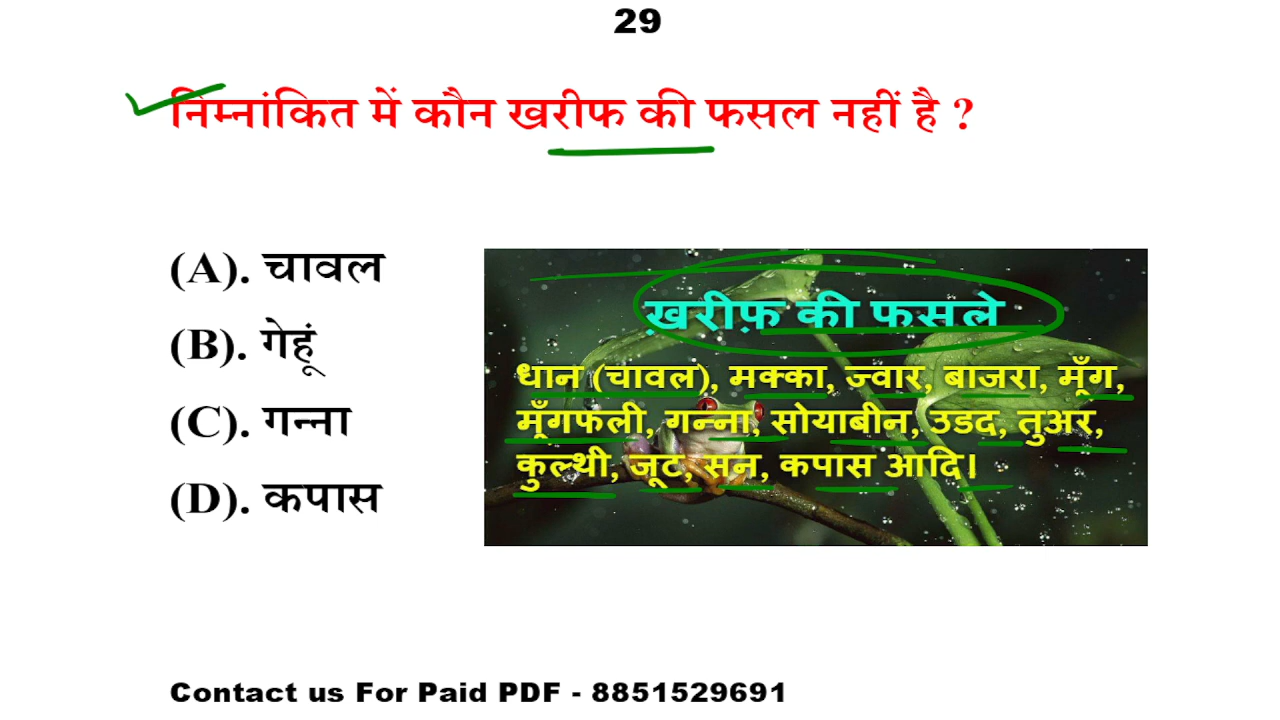 29
निम्नांकित में कौन खरीफ की फसल नहीं है ?
(A). चावल
(B). गेहूं
(C). गन्ना
(D). कपास
ख़रीफ़ की फसले
धान (चावल), मक्का, ज्वार, बाजरा, मूँग,
मूँगफली, गन्ना, सोयाबीन, उडद, तुअर,
कुल्थी, जूट, सन, कपास आदि।
Contact us For Paid PDF - 8851529691